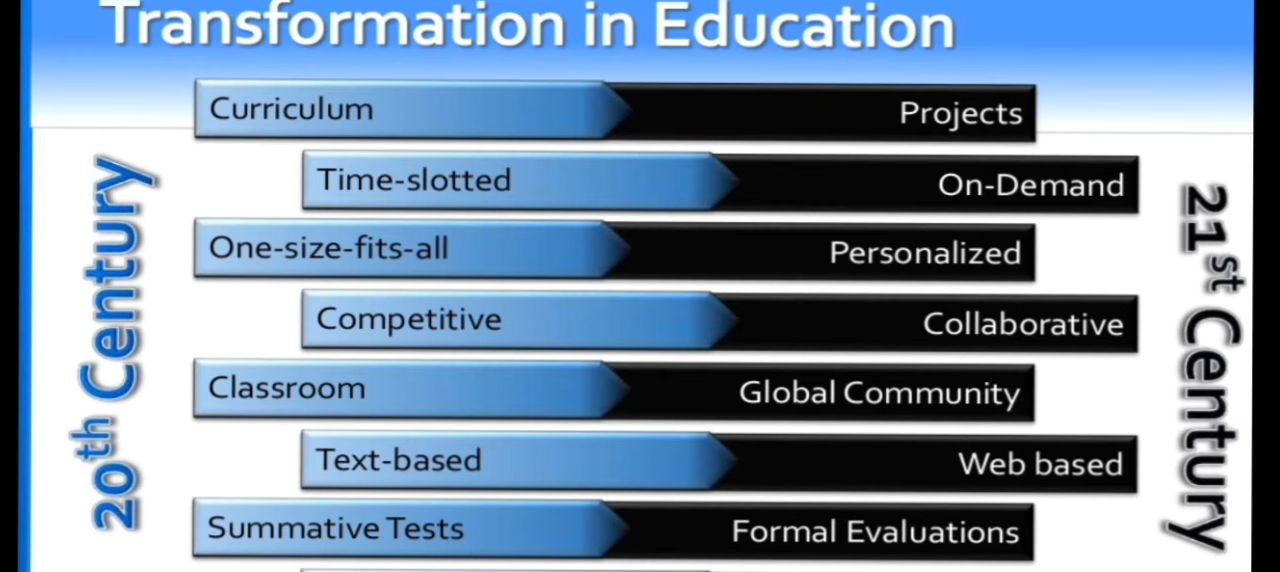 Transformation in Education
Curriculum Projects
Time-slotted On-Demand
One-size-fits-all Personalized
Competitive Collaborative
Classroom Global Community
Text-based Web based
Summative Tests Formal Evaluations
20th Century
21st Century